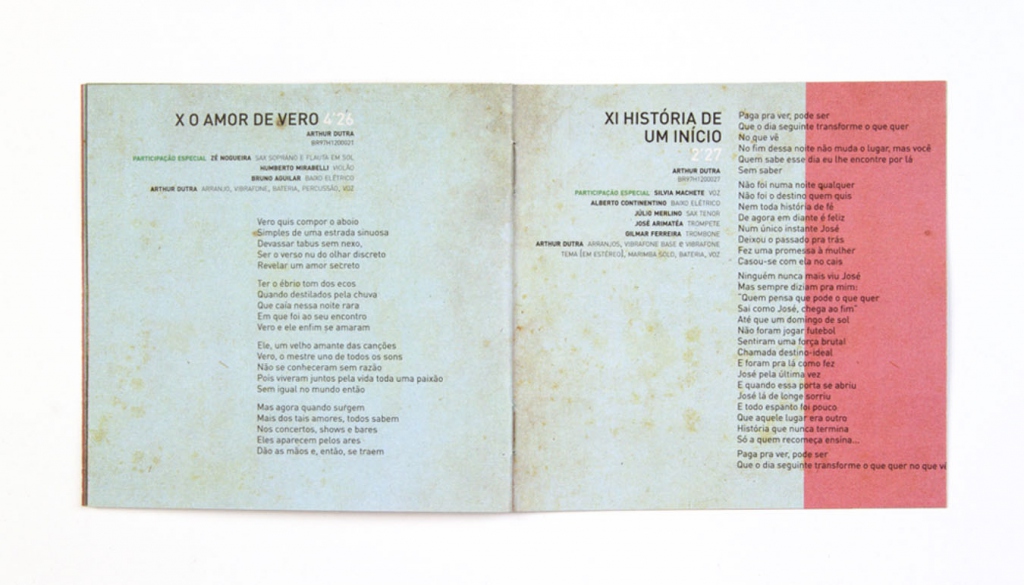 X O AMOR DE VERO 4'26
ARTHUR DUTRA
BR97H1200021
PARTICIPAÇÃO ESPECIAL ZÉ NOGUEIRA SAX SOPRANO E FLAUTA EM SOL
HUMBERTO MIRABELLI VIOLÃO
BRUNO AGUILAR BAIXO ELÉTRICO
ARTHUR DUTRA ARRANJO, VIBRAFONE, BATERIA, PERCUSSÃO, VOZ
Vero quis compor o aboio
Simples de uma estrada sinuosa
Devassar tabus sem nexo,
Ser o verso nu do olhar discreto
Revelar um amor secreto
Ter o ébrio tom dos ecos
Quando destilados pela chuva
Que caía nessa noite rara
Em que foi ao seu encontro
Vero e ele enfim se amaram
Ele, um velho amante das canções
Vero, o mestre uno de todos os sons
Não se conheceram sem razão
Pois viveram juntos pela vida toda uma paixão
Sem igual no mundo então
Mas agora quando surgem
Mais dos tais amores, todos sabem
Nos concertos, shows e bares
Eles aparecem pelos ares
Dão as mãos e, então, se traem
XI HISTÓRIA DE
UM INÍCIO
2'27
ARTHUR DUTRA
BR97H1200027
PARTICIPAÇÃO ESPECIAL SILVIA MACHETE VOZ
ALBERTO CONTINENTINO BAIXO ELÉTRICO
JÚLIO MERLINO SAX TENOR
JOSÉ ARIMATÉA TROMPETE
GILMAR FERREIRA TROMBONE
ARTHUR DUTRA ARRANJOS, VIBRAFONE BASE e VIBRAFONE
TEMA [EM ESTÉREO], MARIMBA SOLO, BATERIA, VOZ
Paga pra ver, pode ser
Que o dia seguinte transforme o que quer
No que vê
No fim dessa noite não muda o lugar, mas você
Quem sabe esse dia eu lhe encontre por lá
Sem saber
Não foi numa noite qualquer
Não foi o destino quem quis
Nem toda história de fé
De agora em diante é feliz
Num único instante José
Deixou o passado pra trás
Fez uma promessa à mulher
Casou-se com ela no cais
Ninguém nunca mais viu José
Mas sempre diziam pra mim:
"Quem pensa que pode o que quer
Sai como José, chega ao fim"
Até que um domingo de sol
Não foram jogar futebol
Sentiram uma força brutal
Chamada destino-ideal
E foram pra lá como fez
José pela última vez
E quando essa porta se abriu
José lá de longe sorriu
E todo espanto foi pouco
Que aquele lugar era outro
História que nunca termina
Só a quem recomeça ensina...
Paga pra ver, pode ser
Que o dia seguinte transforme o que quer no que vê